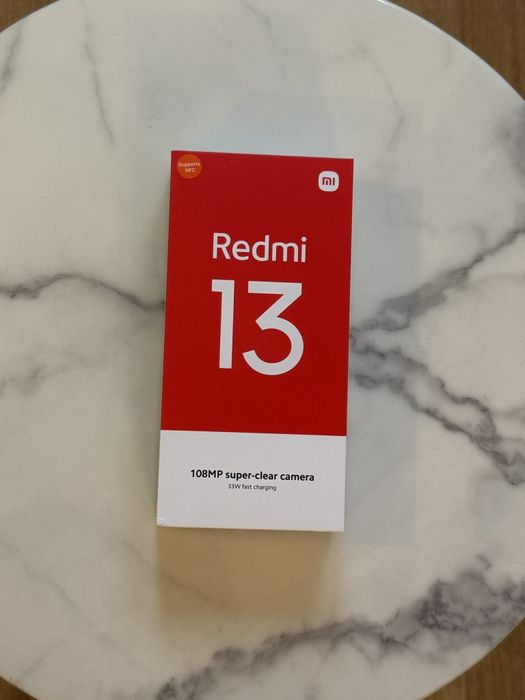 Supports
NFC
mi
Redmi
13
108MP super-clear camera
33W fast charging